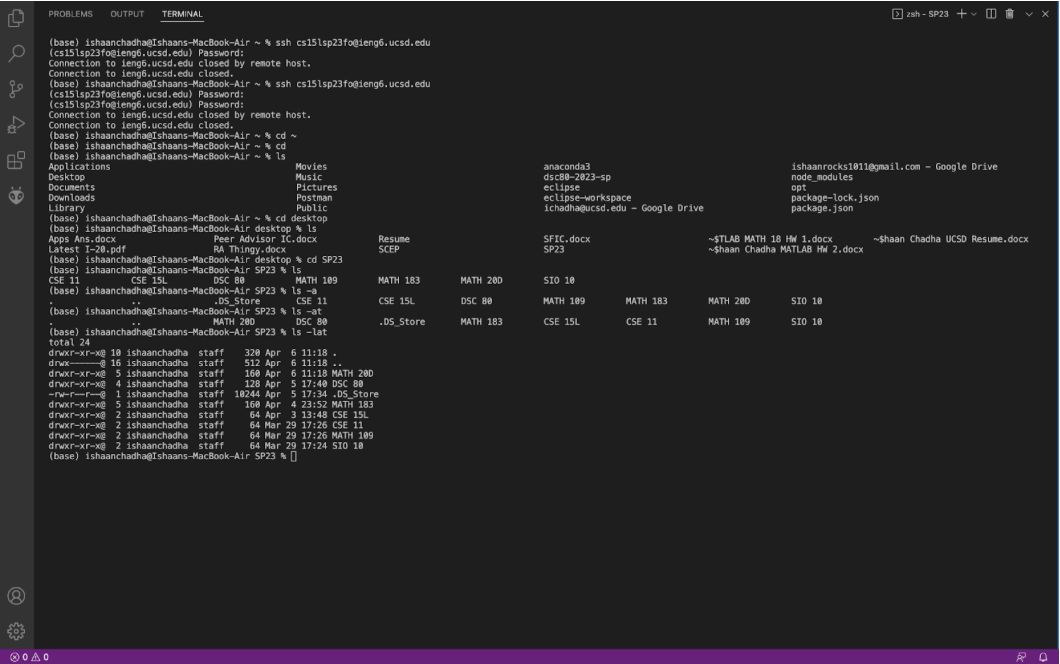 PROBLEMS OUTPUT TERMINAL zsh - SP23
(base) ishaanchadha@Ishaans-MacBook-Air ~ % ssh cs15lsp23fo@ieng6.ucsd.edu
(cs15lsp23fo@ieng6.ucsd.edu) Password:
Connection to ieng6.ucsd.edu closed by remote host.
Connection to ieng6.ucsd.edu closed.
(base) ishaanchadha@Ishaans-MacBook-Air ~ % ssh cs15lsp23fo@ieng6.ucsd.edu
(cs15lsp23fo@ieng6.ucsd.edu) Password:
(cs15lsp23fo@ieng6.ucsd.edu) Password:
Connection to ieng6.ucsd.edu closed by remote host.
Connection to ieng6.ucsd.edu closed.
(base) ishaanchadha@Ishaans-MacBook-Air ~ % cd ~
(base) ishaanchadha@Ishaans-MacBook-Air ~ % cd
(base) ishaanchadha@Ishaans-MacBook-Air ~ % ls
Applications Movies anaconda3 ishaanrocks1011@gmail.com - Google Drive
Desktop Music dsc80-2023-sp node_modules
Documents Pictures eclipse opt
Downloads Postman eclipse-workspace package-lock.json
Library Public ichadha@ucsd.edu - Google Drive package.json
(base) ishaanchadha@Ishaans-MacBook-Air ~ % cd desktop
(base) ishaanchadha@Ishaans-MacBook-Air desktop % ls
Apps Ans.docx Peer Advisor IC.docx Resume SFIC.docx ~$TLAB MATH 18 HW 1.docx ~$haan Chadha UCSD Resume.docx
Latest I-20.pdf RA Thingy.docx SCEP SP23 ~$haan Chadha MATLAB HW 2.docx
(base) ishaanchadha@Ishaans-MacBook-Air desktop % cd SP23
(base) ishaanchadha@Ishaans-MacBook-Air SP23 % ls
CSE 11 CSE 15L DSC 80 MATH 109 MATH 183 MATH 20D SIO 10
(base) ishaanchadha@Ishaans-MacBook-Air SP23 % ls -a
. .. .DS_Store CSE 11 CSE 15L DSC 80 MATH 109 MATH 183 MATH 20D SIO 10
(base) ishaanchadha@Ishaans-MacBook-Air SP23 % ls -at
. .. MATH 20D DSC 80 .DS_Store MATH 183 CSE 15L CSE 11 MATH 109 SIO 10
(base) ishaanchadha@Ishaans-MacBook-Air SP23 % ls -lat
total 24
drwxr-xr-x@ 10 ishaanchadha staff 320 Apr 6 11:18 .
drwx------@ 16 ishaanchadha staff 512 Apr 6 11:18 ..
drwxr-xr-x@ 5 ishaanchadha staff 160 Apr 6 11:18 MATH 20D
drwxr-xr-x@ 4 ishaanchadha staff 128 Apr 5 17:40 DSC 80
-rw-r--r--@ 1 ishaanchadha staff 10244 Apr 5 17:34 .DS_Store
drwxr-xr-x@ 5 ishaanchadha staff 160 Apr 4 23:52 MATH 183
drwxr-xr-x@ 2 ishaanchadha staff 64 Apr 3 13:48 CSE 15L
drwxr-xr-x@ 2 ishaanchadha staff 64 Mar 29 17:26 CSE 11
drwxr-xr-x@ 2 ishaanchadha staff 64 Mar 29 17:26 MATH 109
drwxr-xr-x@ 2 ishaanchadha staff 64 Mar 29 17:24 SIO 10
(base) ishaanchadha@Ishaans-MacBook-Air SP23 %
0 0